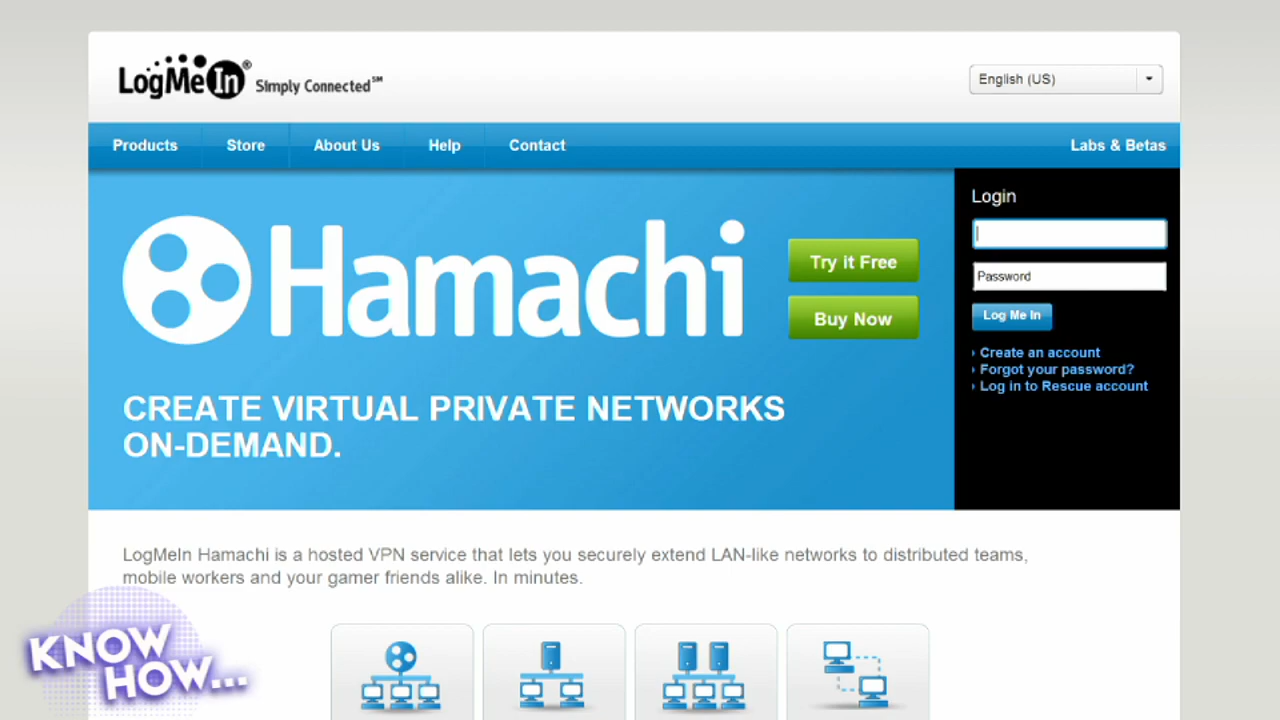 LogMeIn® Simply Connected℠
English (US)
Products Store About Us Help Contact Labs & Betas
Hamachi
Try it Free
Buy Now
CREATE VIRTUAL PRIVATE NETWORKS
ON-DEMAND.
Login
Password
Log Me In
Create an account
Forgot your password?
Log in to Rescue account
LogMeIn Hamachi is a hosted VPN service that lets you securely extend LAN-like networks to distributed teams,
mobile workers and your gamer friends alike. In minutes.
KNOW
HOW...